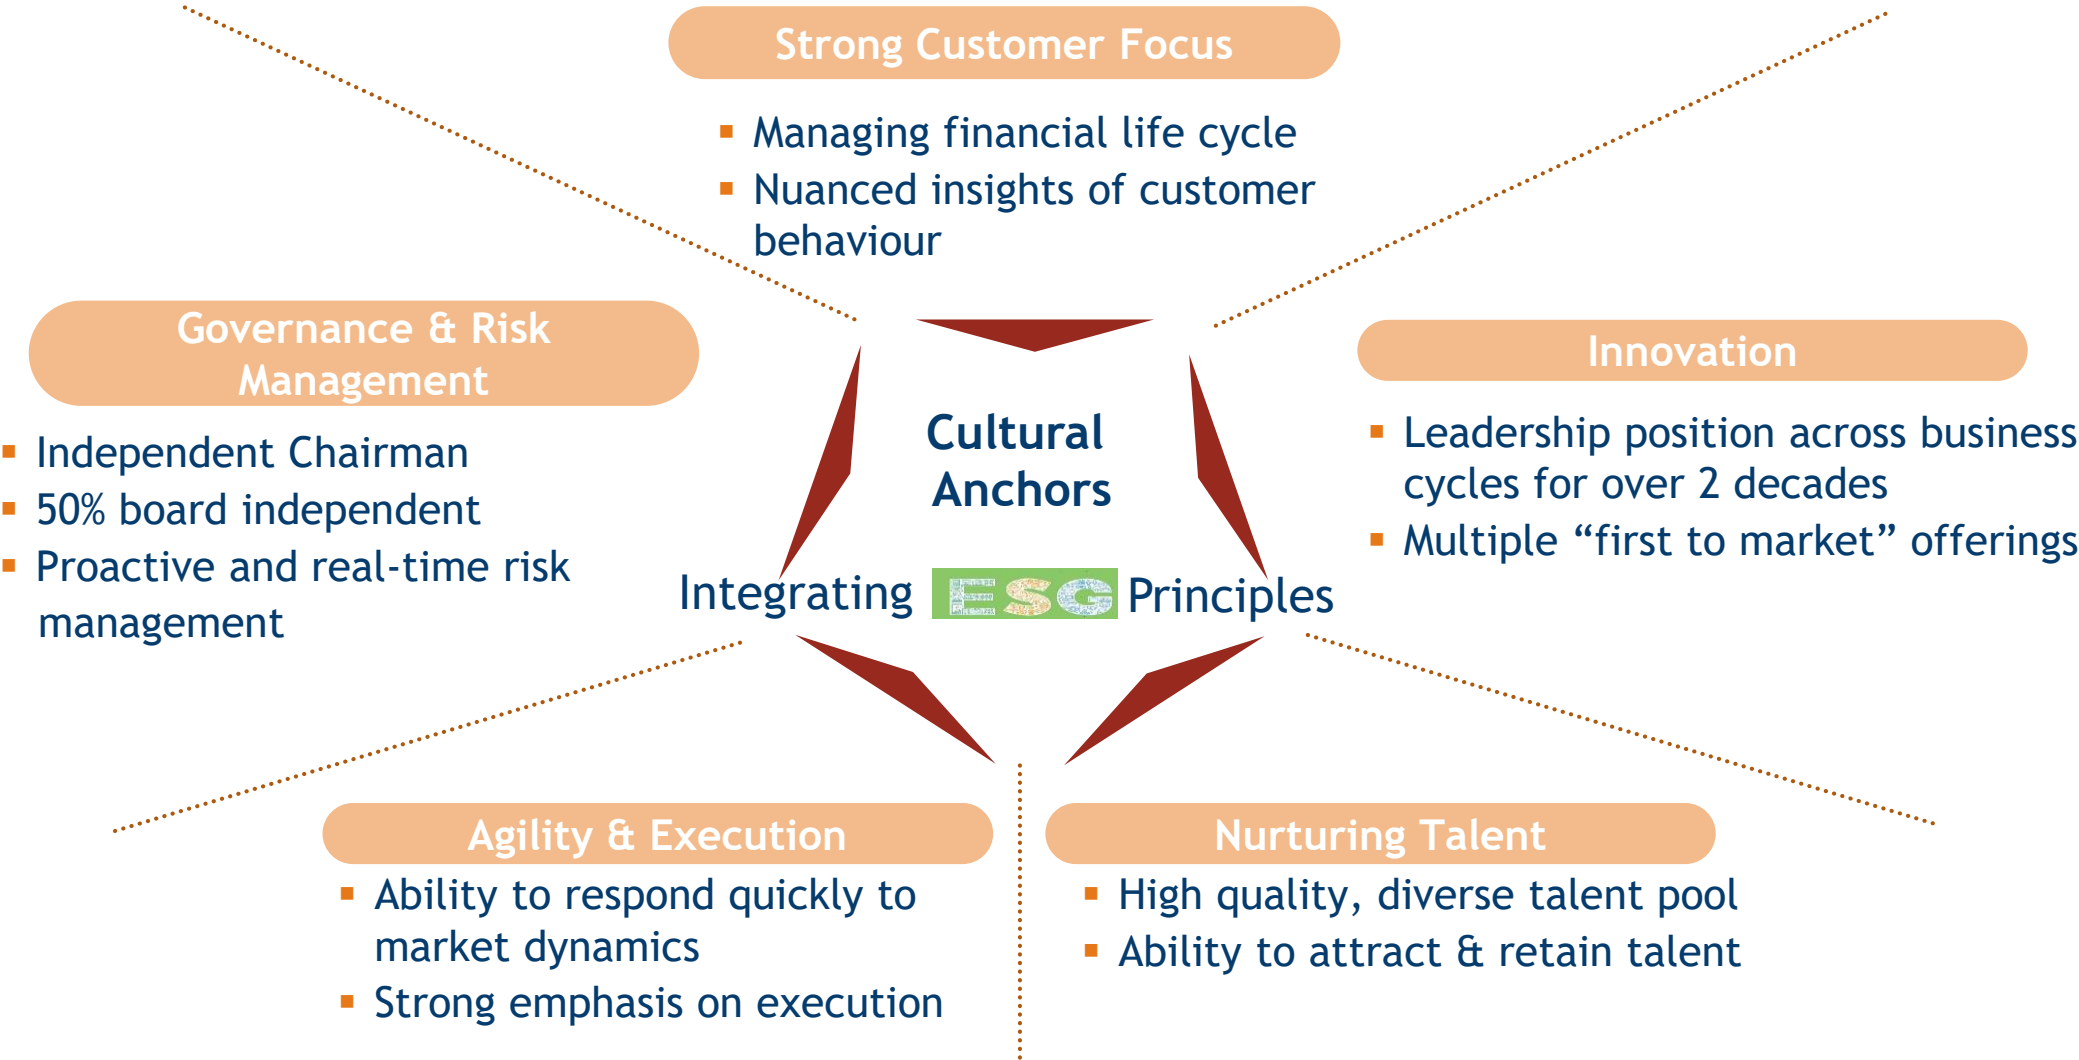 Strong Customer Focus
▪ Managing financial life cycle
▪ Nuanced insights of customer
behaviour
Governance & Risk
Management
▪ Independent Chairman
▪ 50% board independent
▪ Proactive and real-time risk
management
Cultural
Anchors
Integrating ESG Principles
Innovation
▪ Leadership position across business
cycles for over 2 decades
▪ Multiple “first to market” offerings
Agility & Execution
▪ Ability to respond quickly to
market dynamics
▪ Strong emphasis on execution
Nurturing Talent
▪ High quality, diverse talent pool
▪ Ability to attract & retain talent